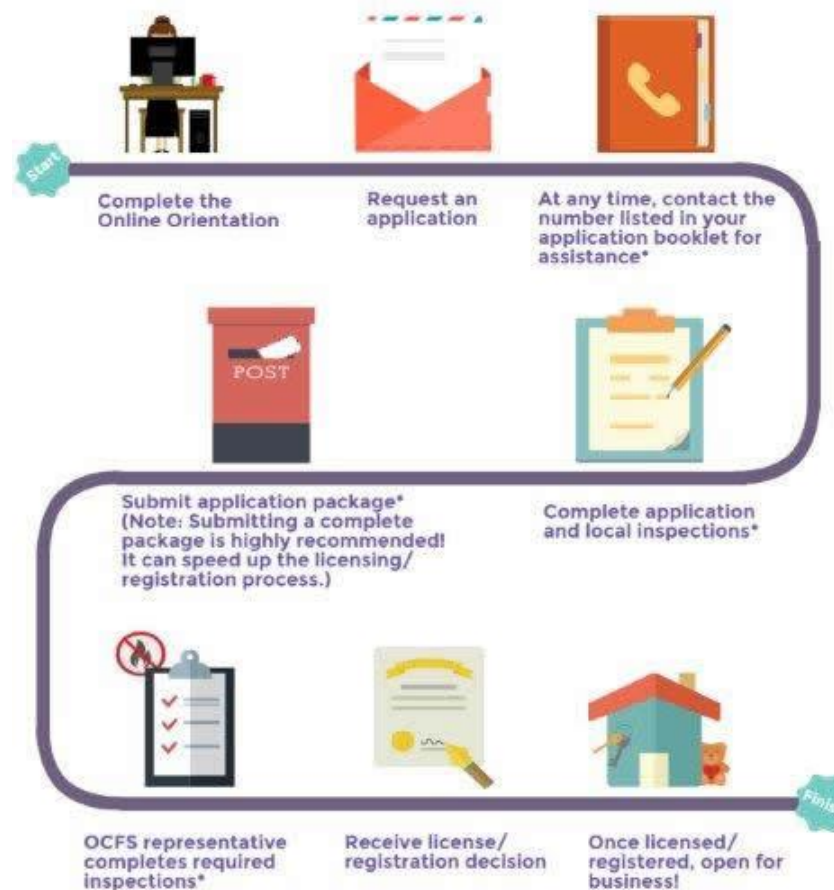 Start
Complete the
Online Orientation
Request an
application
At any time, contact the
number listed in your
application booklet for
assistance*
POST
Complete application
and local inspections*
Submit application package*
(Note: Submitting a complete
package is highly recommended!
It can speed up the licensing/
registration process.)
OCFS representative
completes required
inspections*
Receive license/
registration decision
Once licensed/
registered, open for
business!
Finis